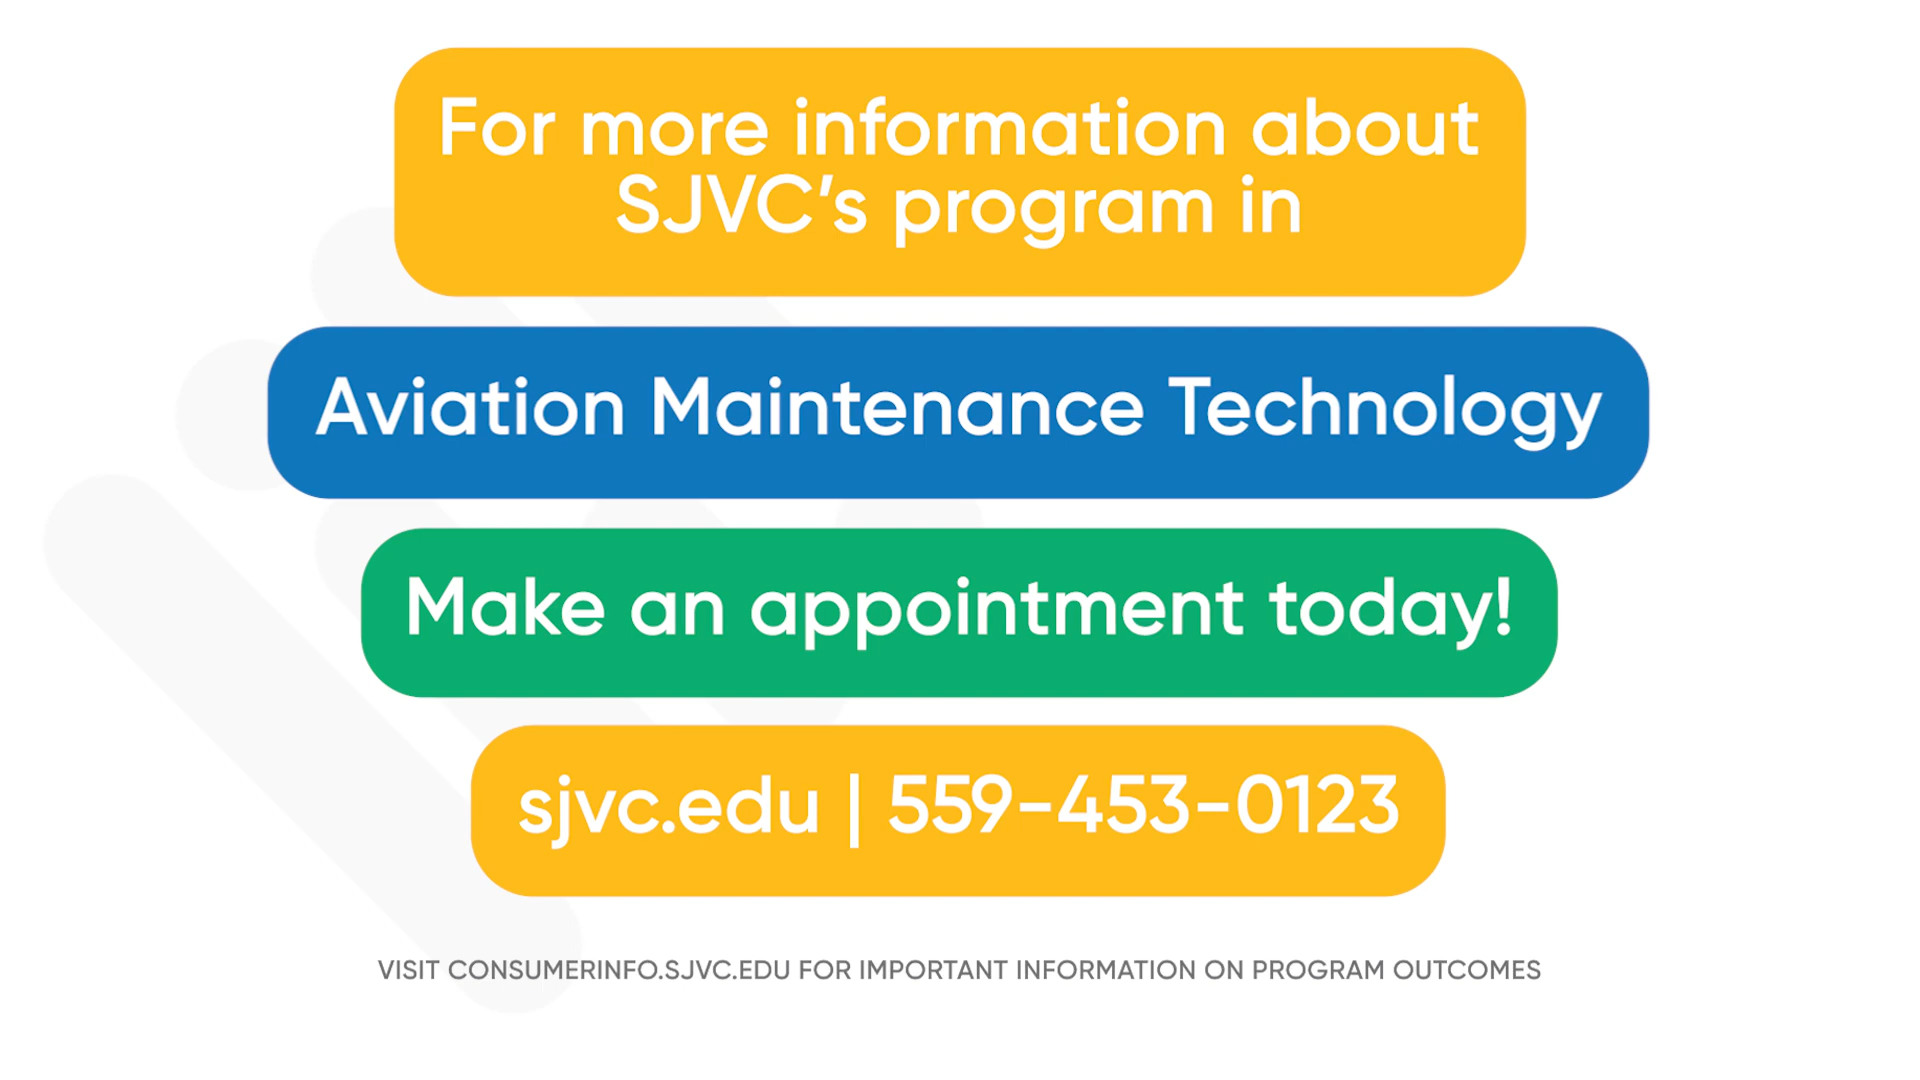 For more information about
SJVC’s program in
Aviation Maintenance Technology
Make an appointment today!
sjvc.edu | 559-453-0123
VISIT CONSUMERINFO.SJVC.EDU FOR IMPORTANT INFORMATION ON PROGRAM OUTCOMES